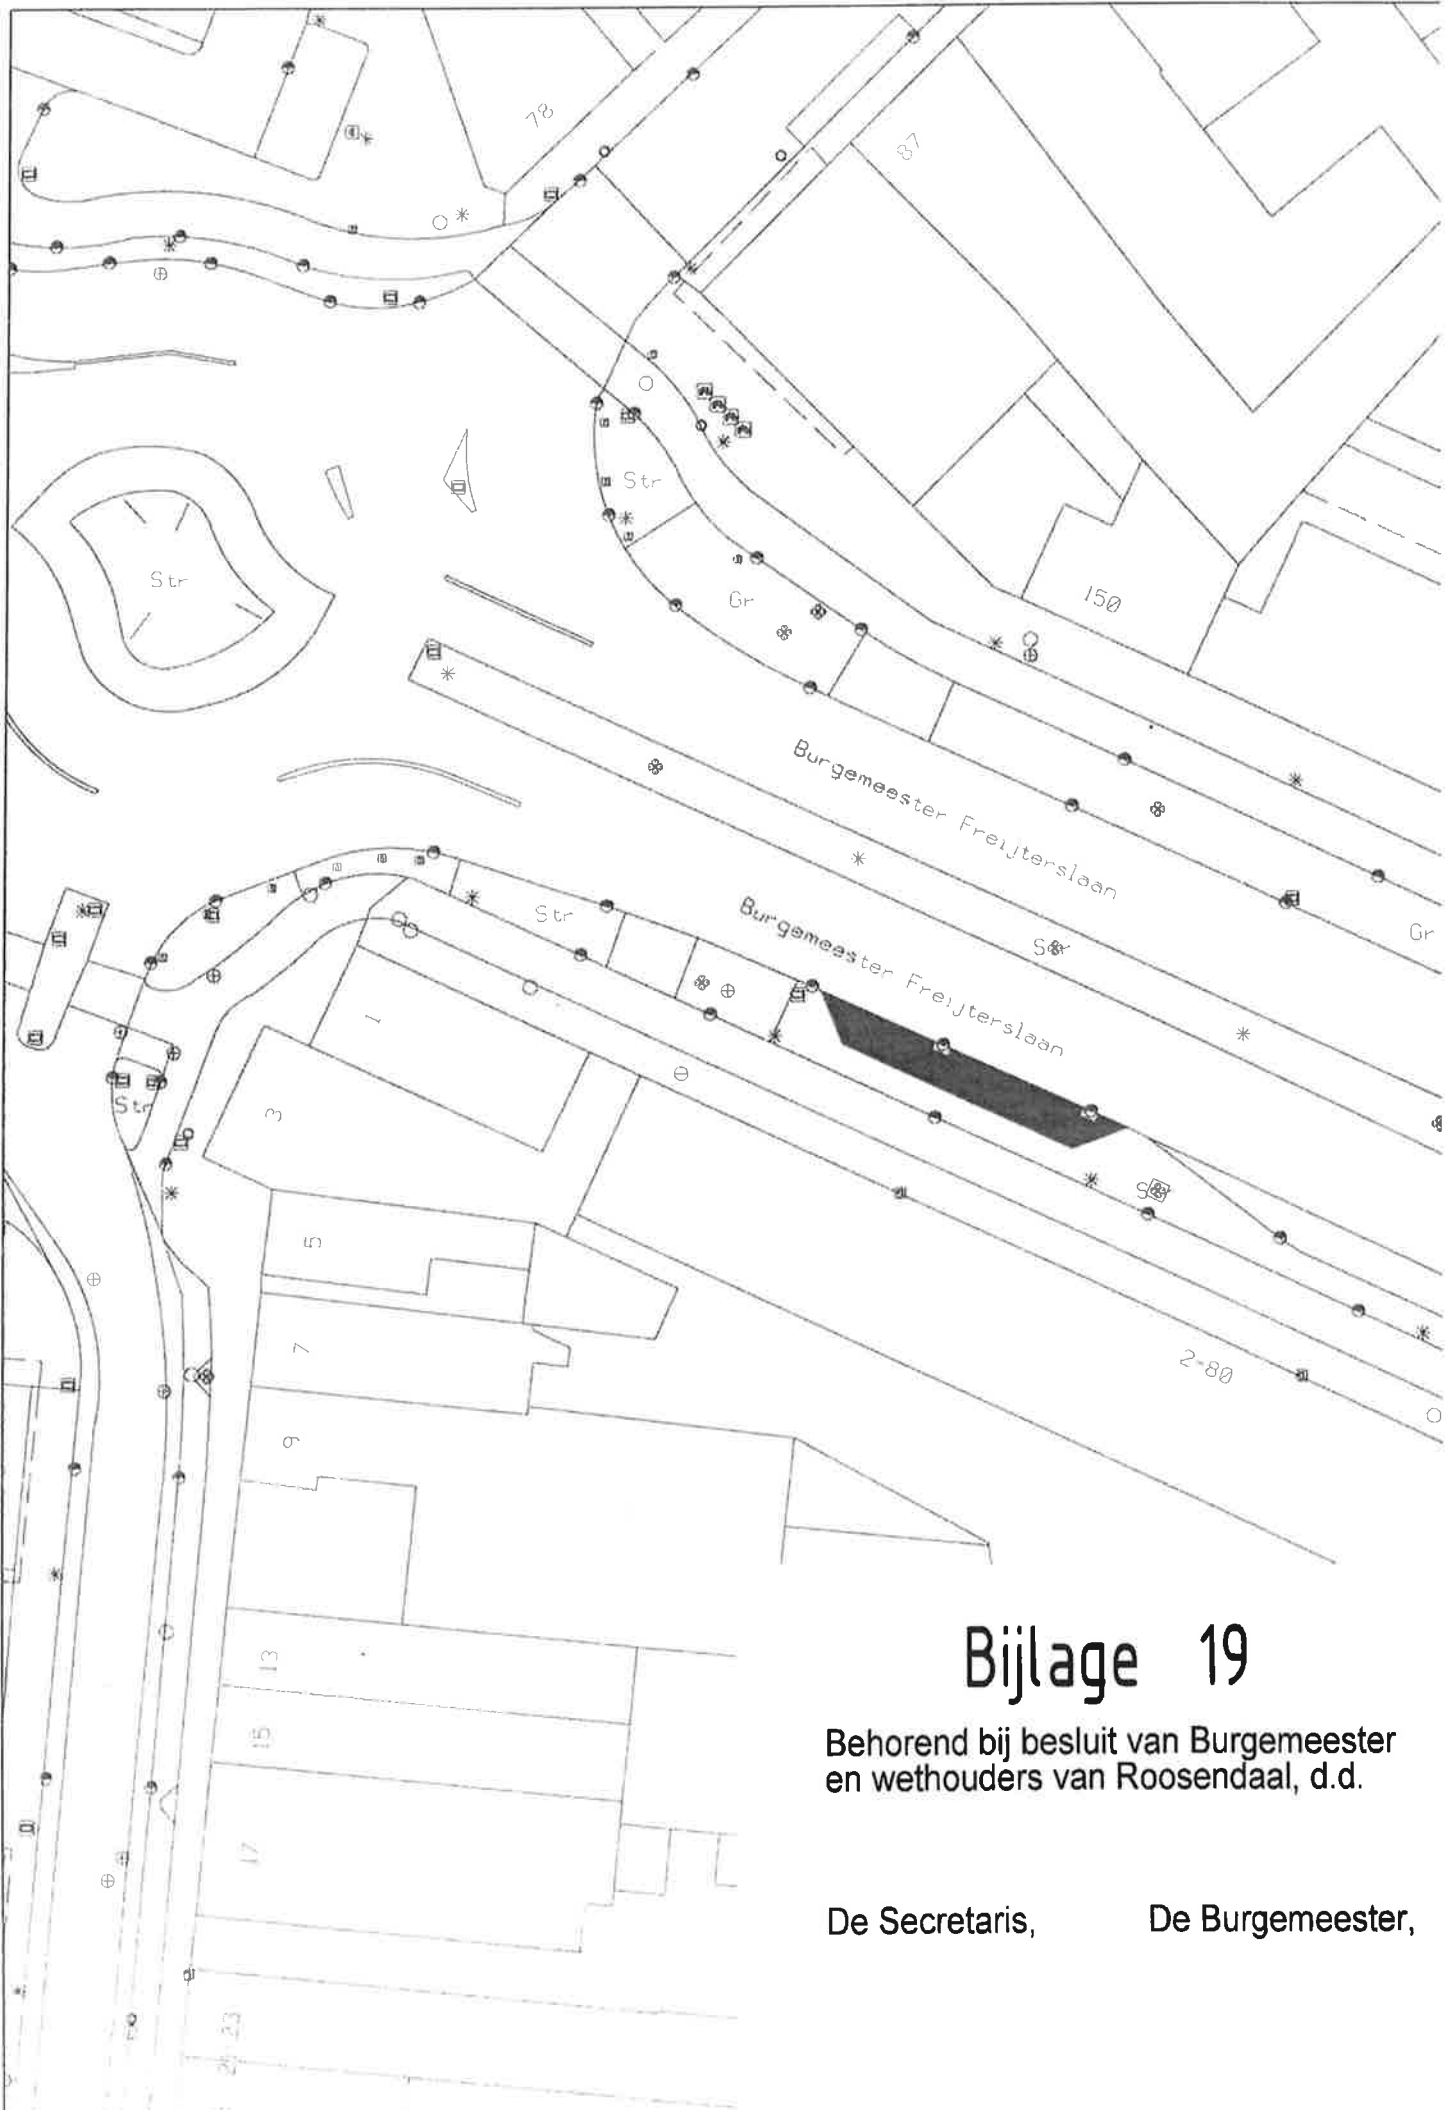 78
87
Str
Str
Gr
150
Burgemeester Freijterslaan
Gr
Str
Burgemeester Freijterslaan
1
Str
3
5
7
2-80
9
13
15
17
Bijlage 19
Behorend bij besluit van Burgemeester
en wethouders van Roosendaal, d.d.
De Secretaris, De Burgemeester,